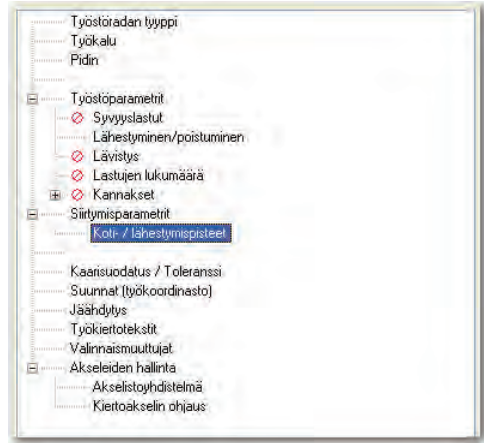 Työstöradan tyyppi
Työkalu
Pidin
Työstöparametrit
Syvyyslastut
Lähestyminen/poistuminen
Lävistys
Lastujen lukumäärä
Kannakset
Siirtymisparametrit
Koti- / lähestymispisteet
Kaarisuodatus / Toleranssi
Suunnat (työkoordinasto)
Jäähdytys
Työkiertotekstit
Valinnaismuuttujat
Akseleiden hallinta
Akselistoyhdistelmä
Kiertoakselin ohjaus